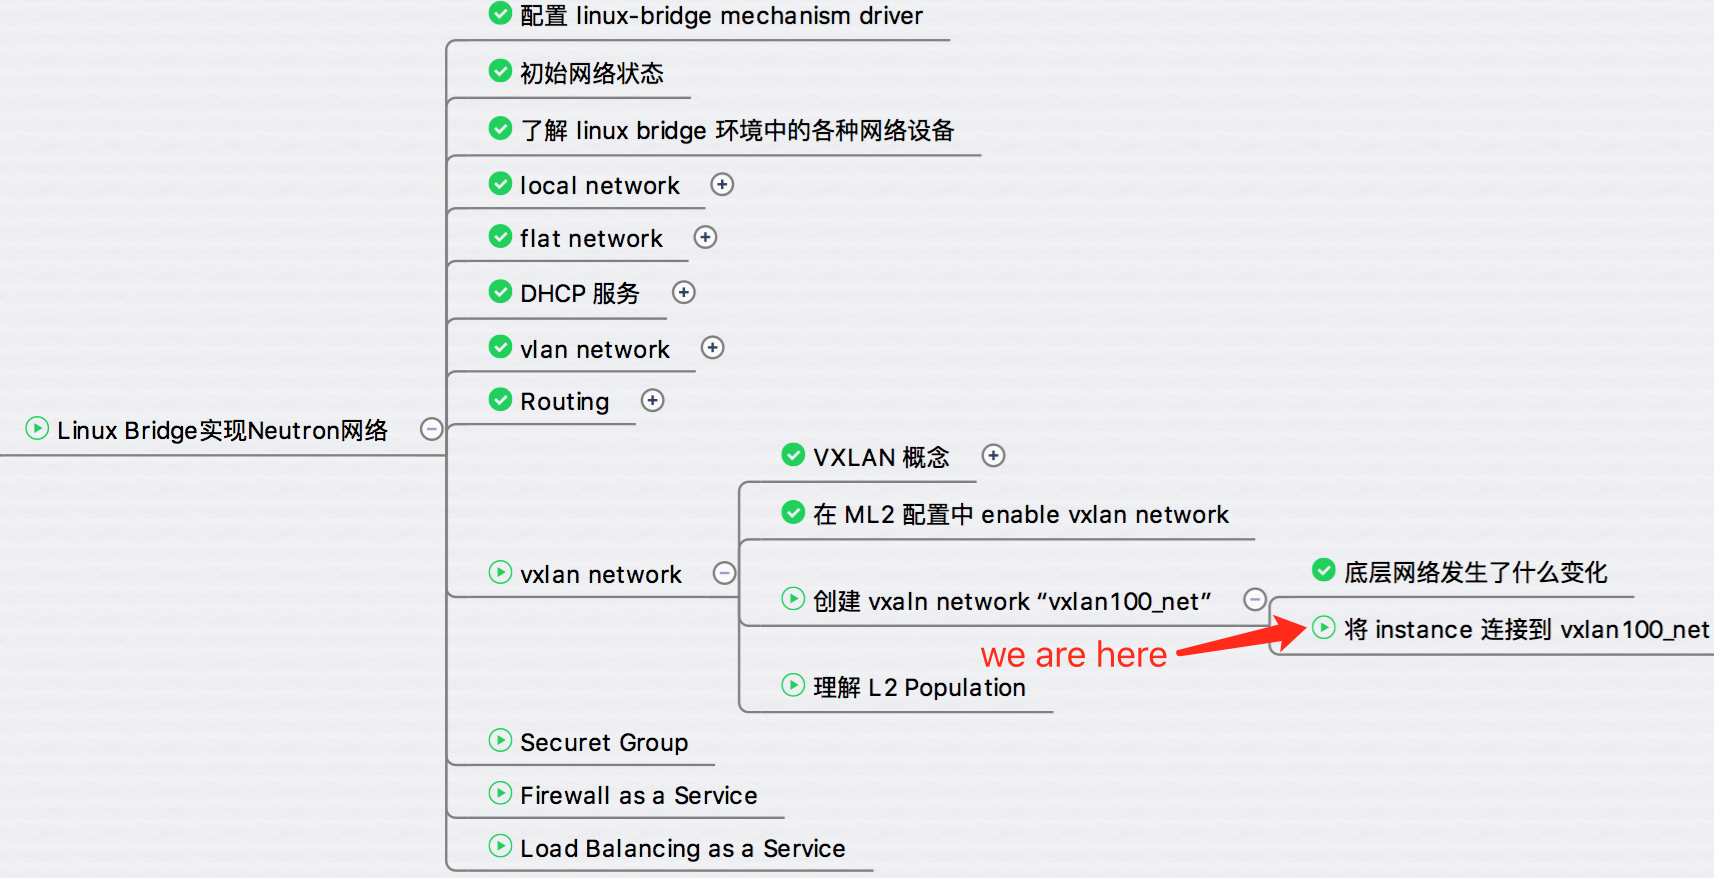 配置 linux-bridge mechanism driver
初始网络状态
了解 linux bridge 环境中的各种网络设备
local network
flat network
DHCP 服务
vlan network
Routing
Linux Bridge实现Neutron网络
VXLAN 概念
在 ML2 配置中 enable vxlan network
vxlan network
底层网络发生了什么变化
创建 vxaln network “vxlan100_net”
将 instance 连接到 vxlan100_net
we are here
理解 L2 Population
Securet Group
Firewall as a Service
Load Balancing as a Service